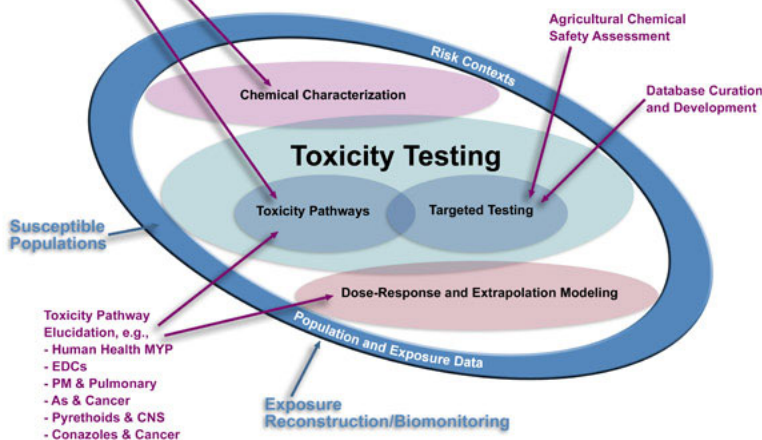 Agricultural Chemical
Safety Assessment
Risk Contexts
Database Curation
and Development
Chemical Characterization
Toxicity Testing
Toxicity Pathways
Targeted Testing
Susceptible
Populations
Dose-Response and Extrapolation Modeling
Population and Exposure Data
Toxicity Pathway
Elucidation, e.g.,
- Human Health MYP
- EDCs
- PM & Pulmonary
- As & Cancer
- Pyrethoids & CNS
- Conazoles & Cancer
Exposure
Reconstruction/Biomonitoring